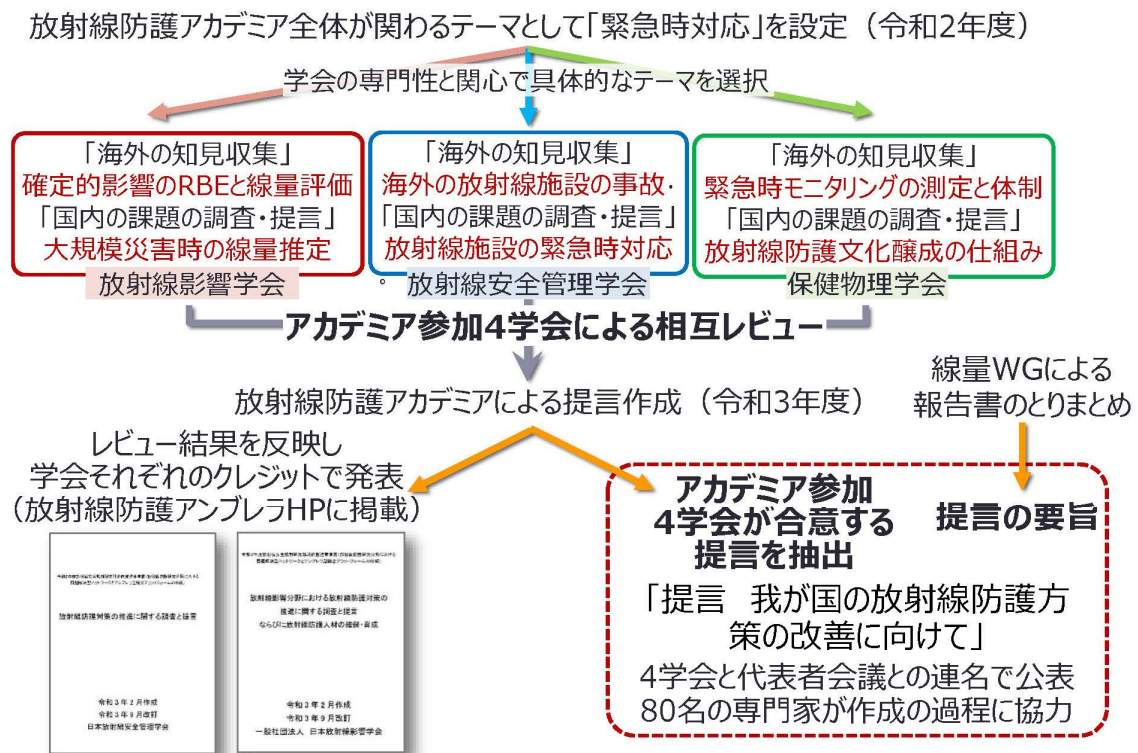 放射線防護アカデミア全体が関わるテーマとして「緊急時対応」を設定（令和2年度）
学会の専門性と関心で具体的なテーマを選択
「海外の知見収集」
確定的影響のRBEと線量評価
「国内の課題の調査・提言」
大規模災害時の線量推定
放射線影響学会
「海外の知見収集」
海外の放射線施設の事故・
「国内の課題の調査・提言」
放射線施設の緊急時対応
。放射線安全管理学会
「海外の知見収集」
緊急時モニタリングの測定と体制
「国内の課題の調査・提言」
放射線防護文化醸成の仕組み
保健物理学会
アカデミア参加4学会による相互レビュー
放射線防護アカデミアによる提言作成（令和3年度）
線量WGによる
報告書のとりまとめ
レビュー結果を反映し
学会それぞれのクレジットで発表
（放射線防護アンブレラHPに掲載）
放射線防護対策の推進に関する調査と提言
令和3年2月作成
令和3年9月改訂
日本放射線安全管理学会
放射線影響分野における放射線防護対策の
推進に関する調査と提言
ならびに放射線防護人材の確保・育成
令和3年2月作成
令和3年9月改訂
一般社団法人 日本放射線影響学会
アカデミア参加
4学会が合意する
提言を抽出
提言の要旨
「提言 我が国の放射線防護方
策の改善に向けて」
4学会と代表者会議との連名で公表
80名の専門家が作成の過程に協力